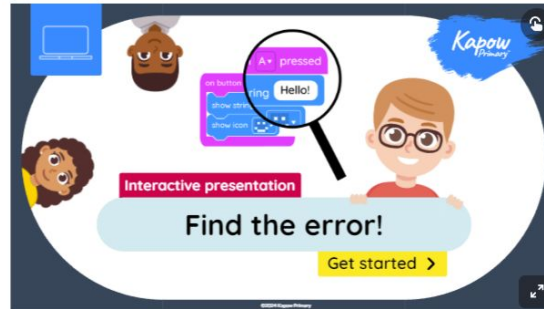 Kapow
Primary
A pressed
on button
ring Hello!
show strin
show icon
Interactive presentation
Find the error!
Get started
©2024 Kapow Primary